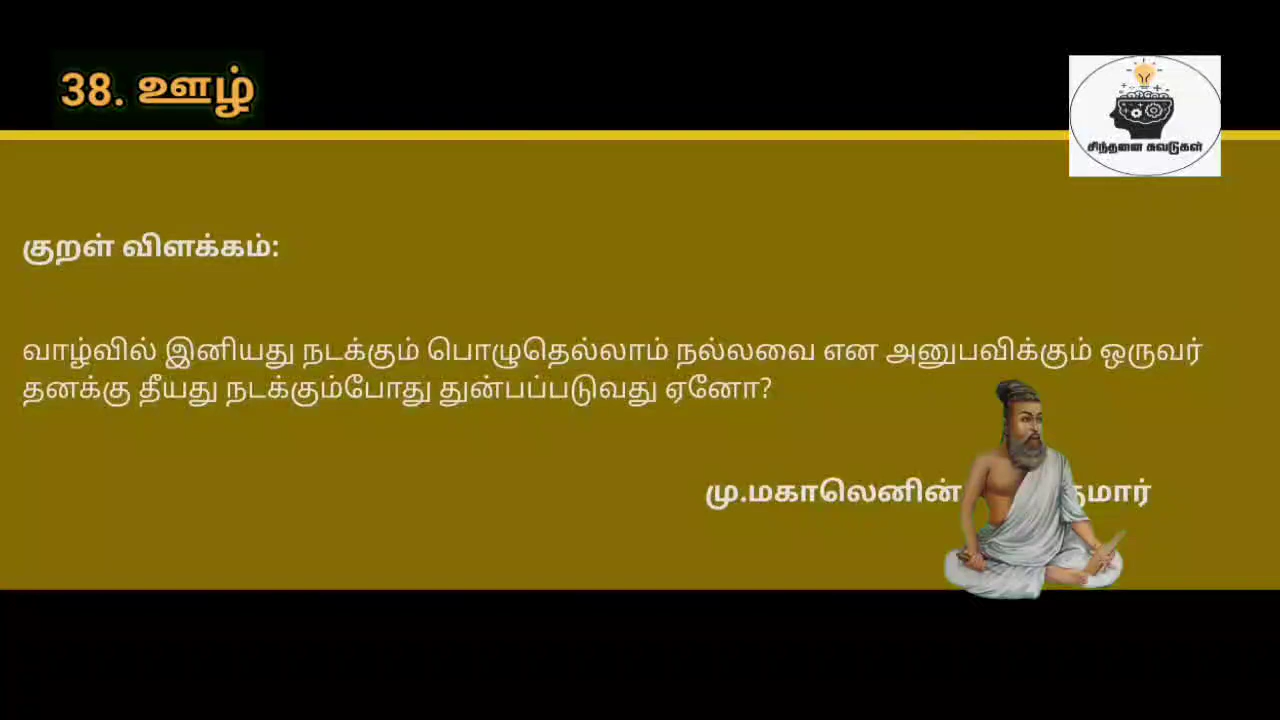 38. ஊழ்
சிந்தனை சுவடுகள்
குறள் விளக்கம்:
வாழ்வில் இனியது நடக்கும் பொழுதெல்லாம் நல்லவை என அனுபவிக்கும் ஒருவர்
தனக்கு தீயது நடக்கும்போது துன்பப்படுவது ஏனோ?
மு.மகாலெனின்